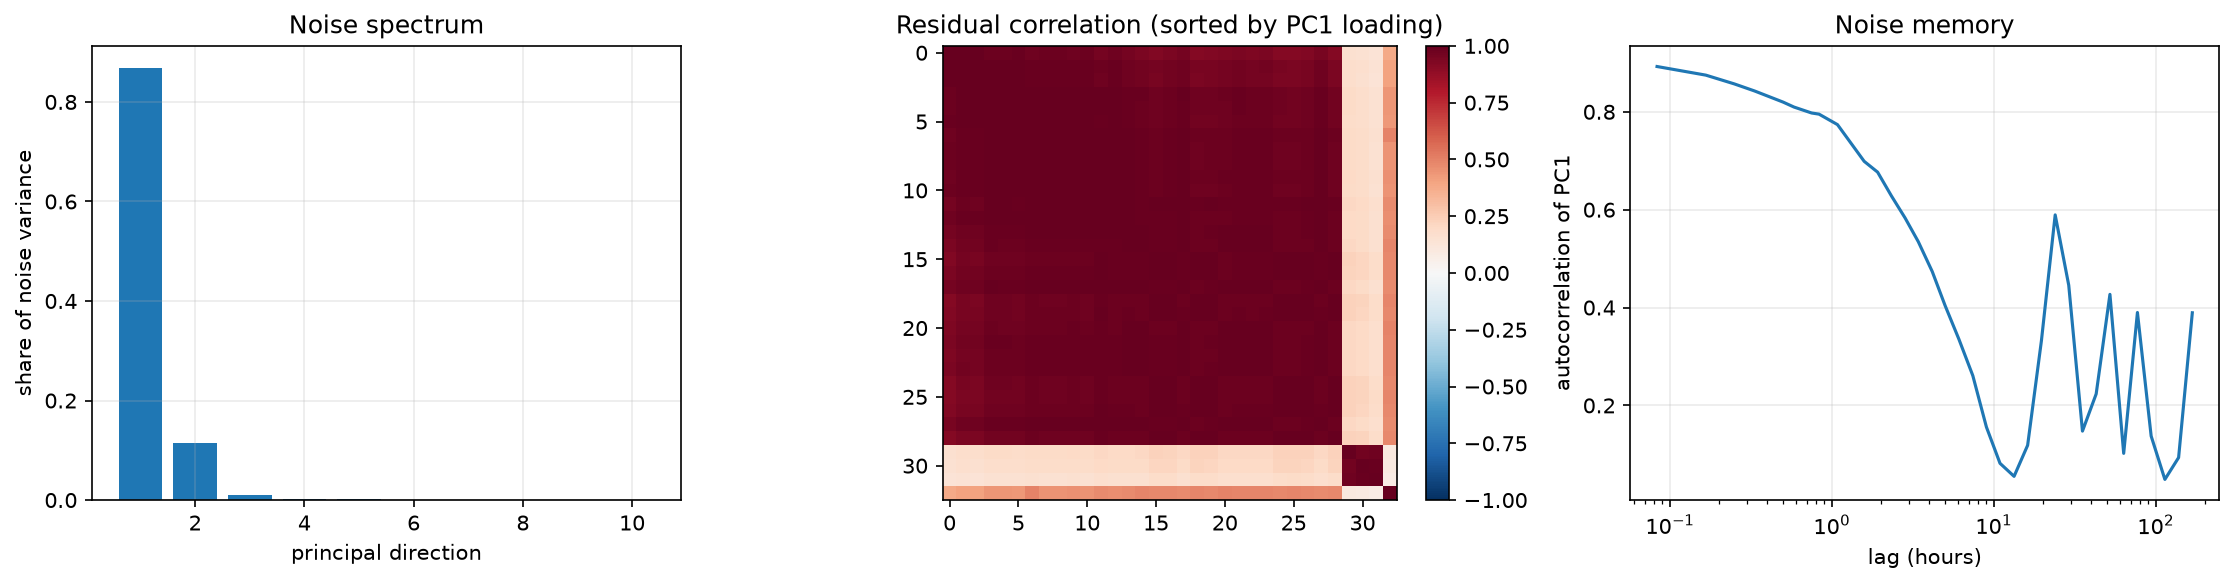 Noise spectrum
share of noise variance
0.8
0.6
0.4
0.2
0.0
2 4 6 8 10
principal direction
Residual correlation (sorted by PC1 loading)
0
5
10
15
20
25
30
0 5 10 15 20 25 30
1.00
0.75
0.50
0.25
0.00
−0.25
−0.50
−0.75
−1.00
Noise memory
autocorrelation of PC1
0.8
0.6
0.4
0.2
10⁻¹ 10⁰ 10¹ 10²
lag (hours)